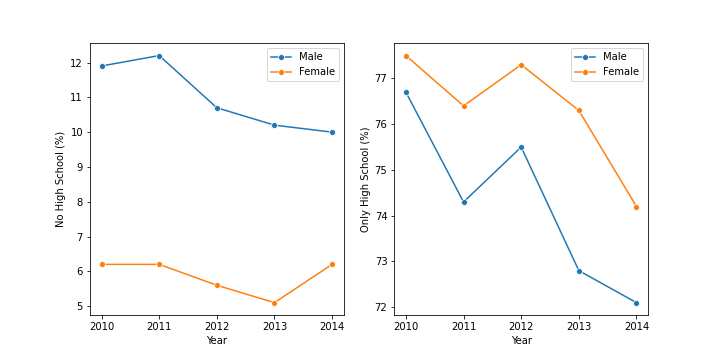 Male
Female
12
11
10
9
8
7
6
5
No High School (%)
2010 2011 2012 2013 2014
Year
Male
Female
77
76
75
74
73
72
Only High School (%)
2010 2011 2012 2013 2014
Year